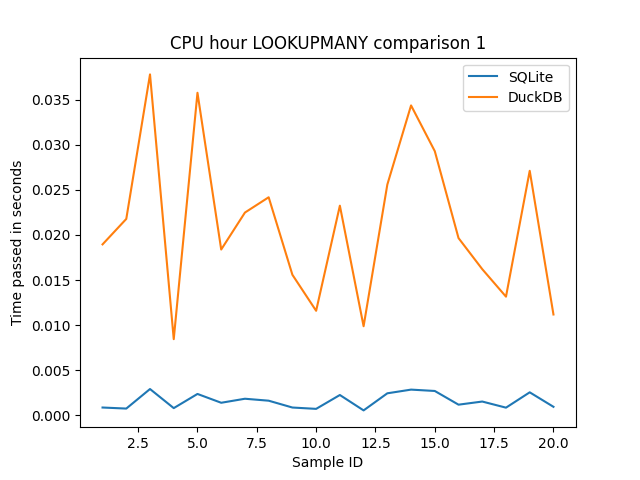 CPU hour LOOKUPMANY comparison 1
SQLite
DuckDB
Time passed in seconds
0.035
0.030
0.025
0.020
0.015
0.010
0.005
0.000
2.5 5.0 7.5 10.0 12.5 15.0 17.5 20.0
Sample ID